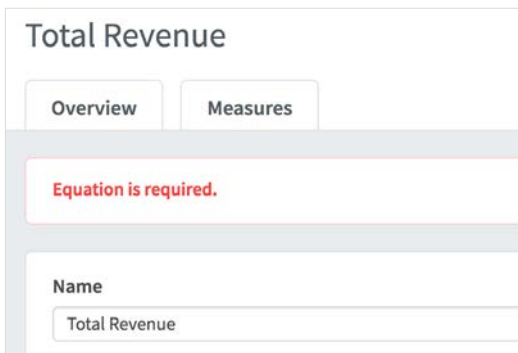 Total Revenue
Overview Measures
Equation is required.
Name
Total Revenue